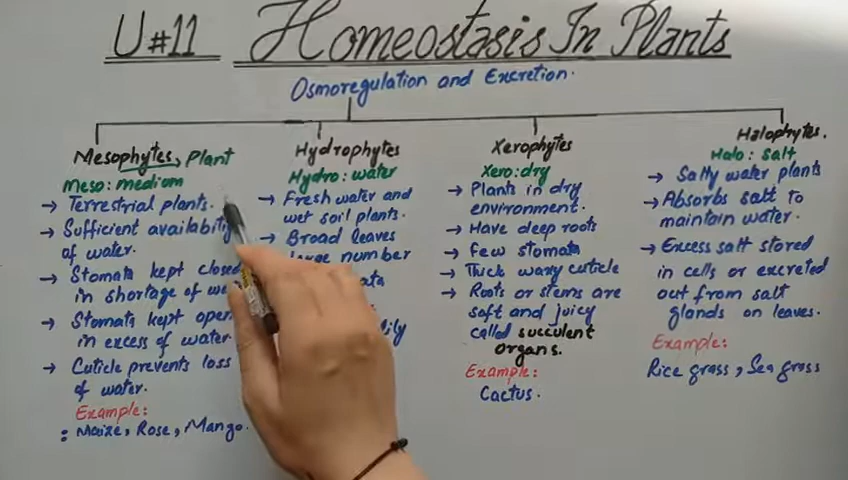 U#11 Homeostasis In Plants
Osmoregulation and Excretion.
Mesophytes, Plant
Meso: medium
→ Terrestrial plants.
→ Sufficient availability
of water.
→ Stomata kept closed
in shortage of
→ Stomata kept open
in excess of water
→ Cuticle prevents loss
of water.
Example:
: Maize, Rose, Mango.
Hydrophytes
Hydro: water
→ Fresh water and
wet soil plants.
→ Broad leaves
large number
Xerophytes
Xero: dry
→ Plants in dry
environment.
→ Have deep roots
→ Few stomata
→ Thick waxy cuticle
→ Roots or stems are
soft and juicy
called succulent
organs.
Example:
Cactus.
Halophytes.
Halo: salt
→ Salty water plants
→ Absorbs salt to
maintain water.
→ Excess salt stored
in cells or excreted
out from salt
glands on leaves.
Example:
Rice grass, Sea grass